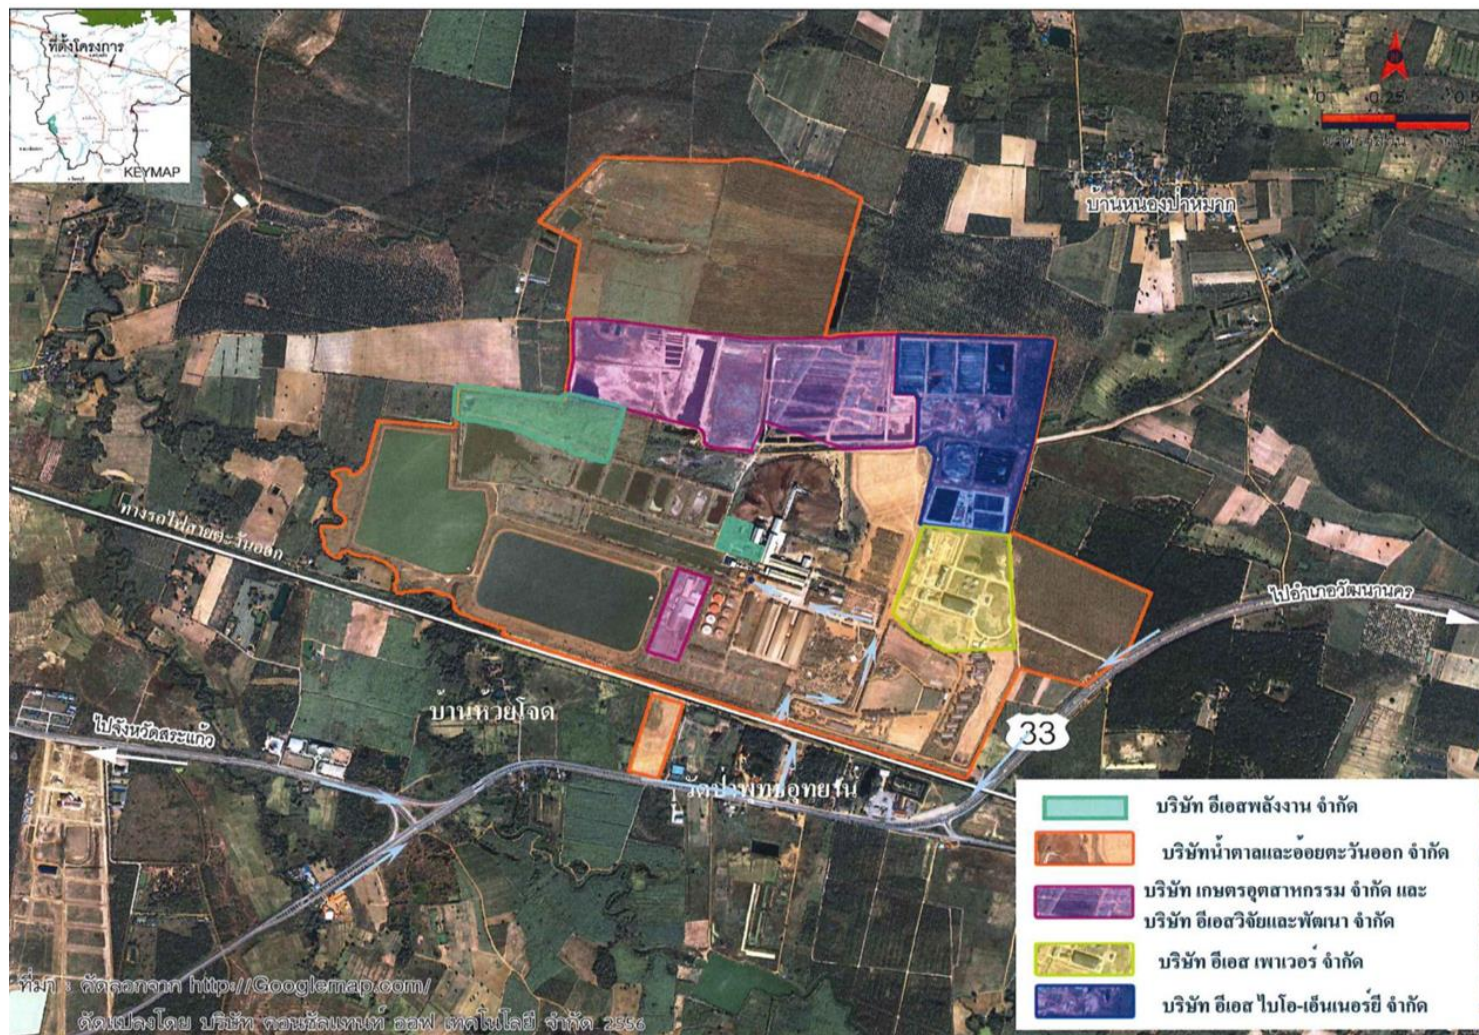 ที่ตั้งโครงการ
KEYMAP
0 0.25
บ้านหนองป่าหมาก
ทางรถไฟสายตะวันออก
ไปอำเภอวัฒนานคร
บ้านห้วยโจด
ไปจังหวัดสระแก้ว
33
วัดป่าพุทธอุทยาน
บริษัท อีเอสพลังงาน จำกัด
บริษัทน้ำตาลและอ้อยตะวันออก จำกัด
บริษัท เกษตรอุตสาหกรรม จำกัด และ
บริษัท อีเอสวิจัยและพัฒนา จำกัด
บริษัท อีเอส เพาเวอร์ จำกัด
บริษัท อีเอส ไบโอ-เอ็นเนอร์ยี จำกัด
ที่มา : คัดลอกจาก http://Googlemap.com/
ดัดแปลงโดย บริษัท คอนซัลแทนท์ ออฟ เทคโนโลยี จำกัด 2556